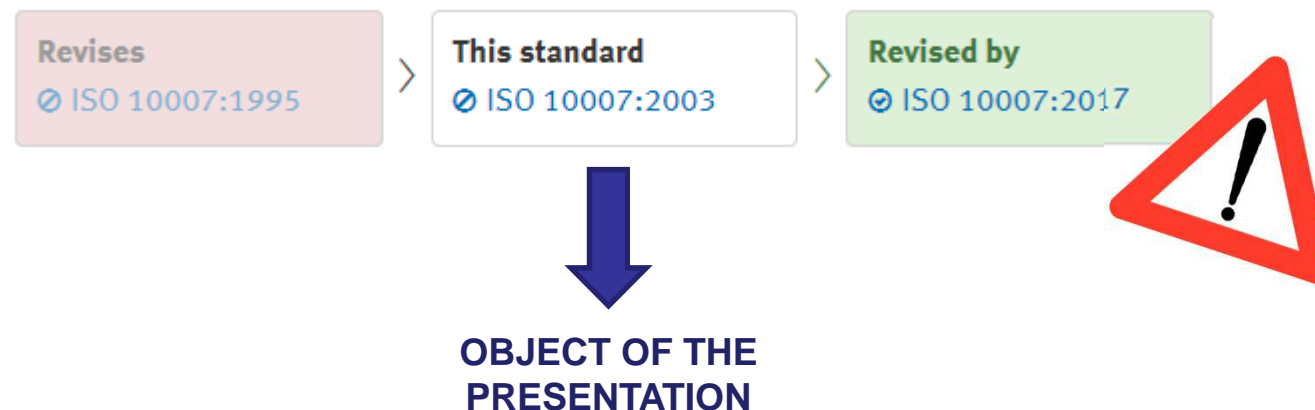 Revises
ISO 10007:1995
This standard
ISO 10007:2003
Revised by
ISO 10007:2017
OBJECT OF THE
PRESENTATION